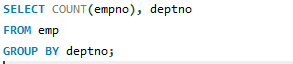 SELECT COUNT(empno), deptno
FROM emp
GROUP BY deptno;